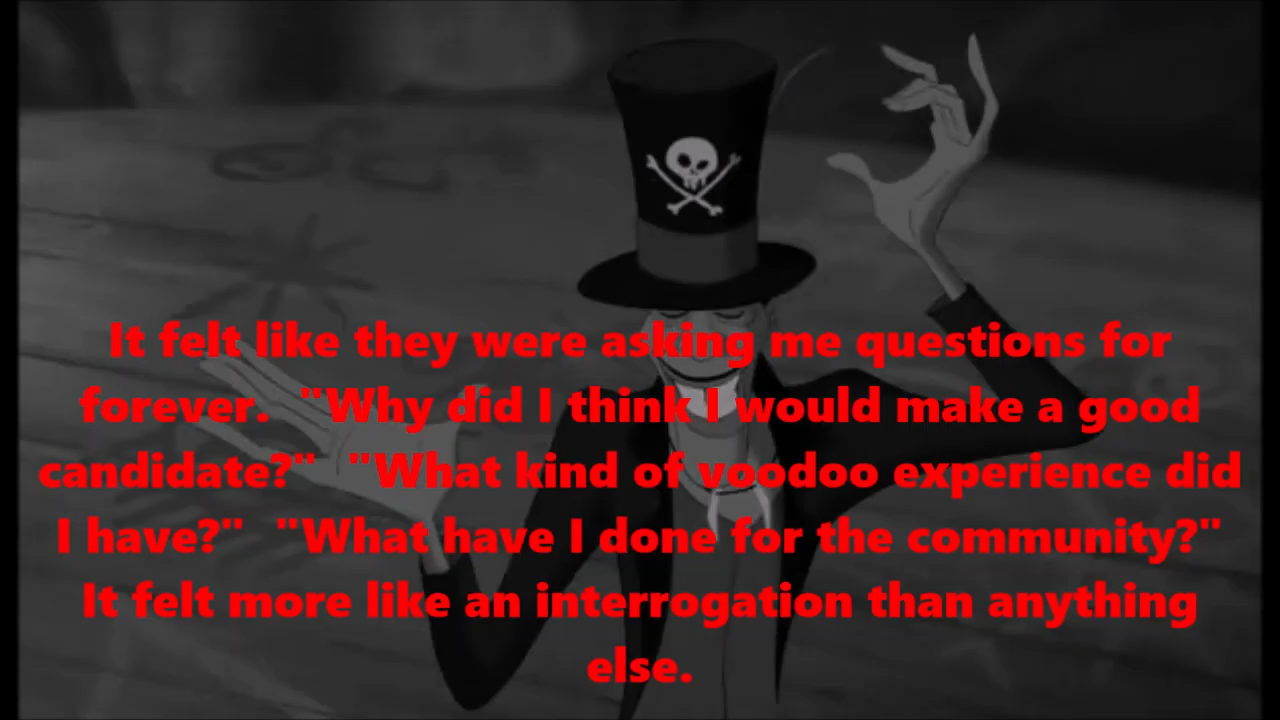 It felt like they were asking me questions for
forever.  "Why did I think I would make a good
candidate?"  "What kind of voodoo experience did
I have?"  "What have I done for the community?"
It felt more like an interrogation than anything
else.